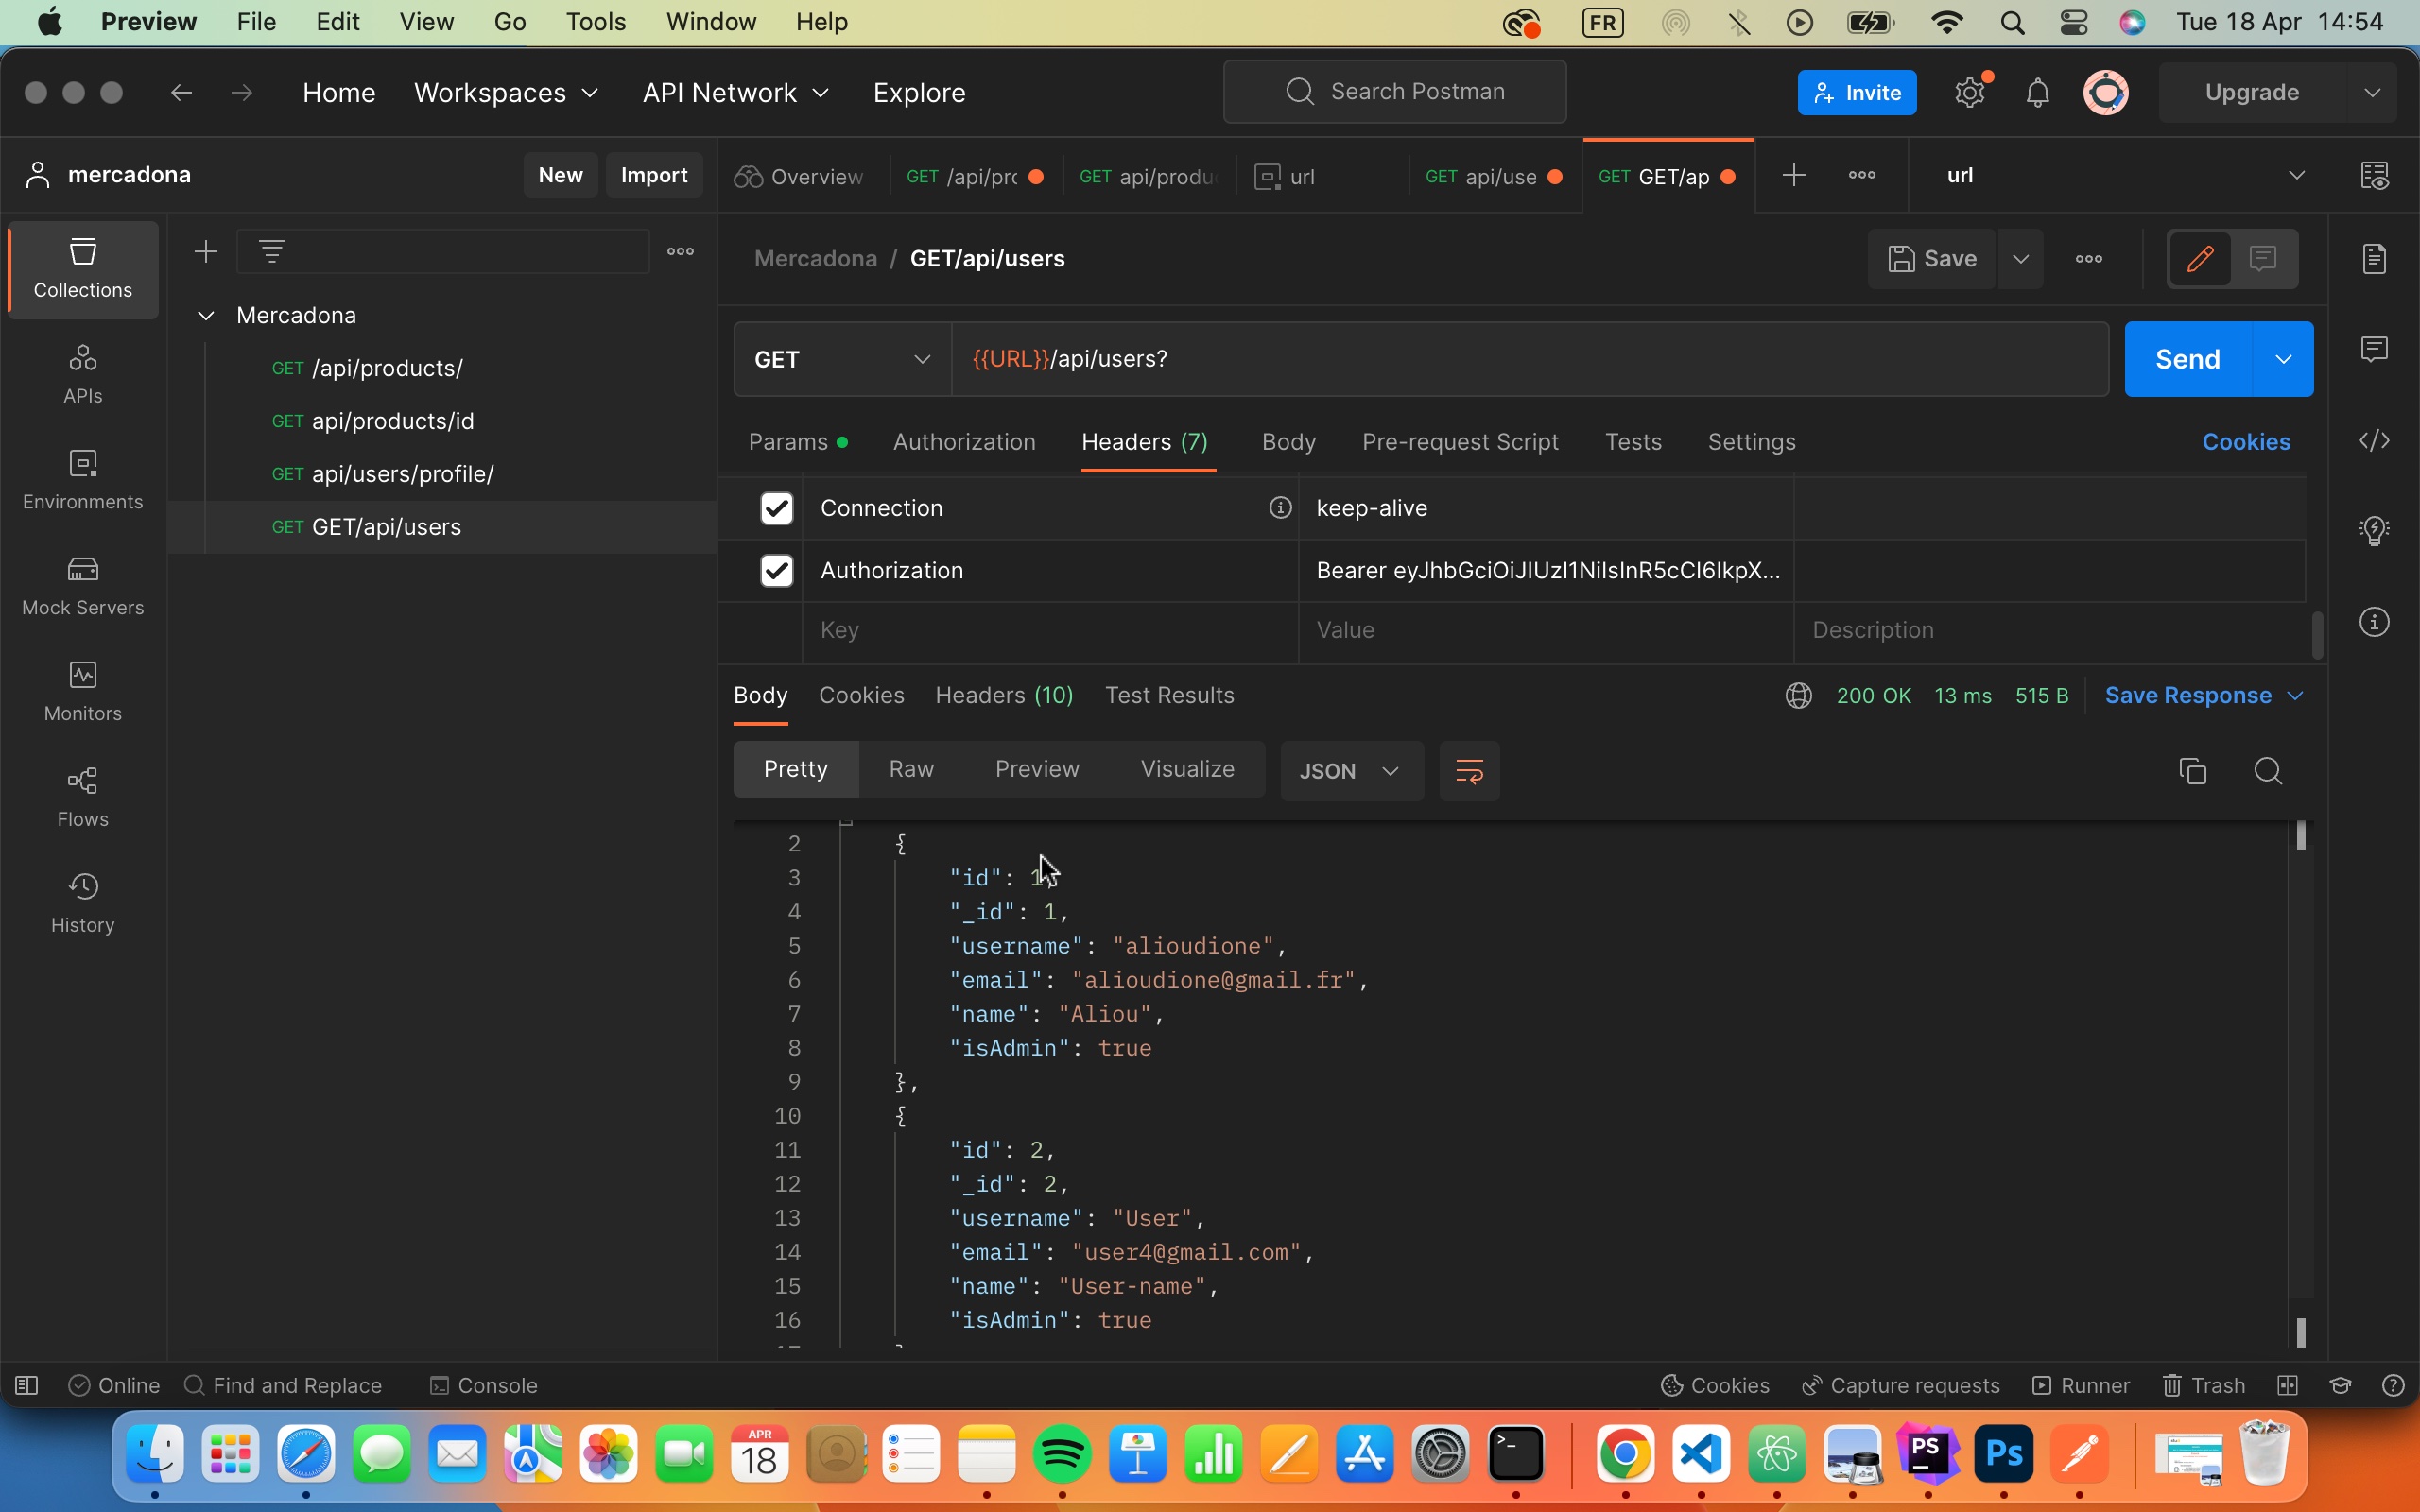 Preview File Edit View Go Tools Window Help FR Tue 18 Apr 14:54
Home Workspaces API Network Explore Search Postman Invite Upgrade
mercadona New Import Overview GET /api/prc GET api/produ url GET api/use GET GET/ap url
Collections
APIs
Environments
Mock Servers
Monitors
Flows
History
Mercadona
GET /api/products/
GET api/products/id
GET api/users/profile/
GET GET/api/users
Mercadona / GET/api/users Save
GET {{URL}}/api/users? Send
Params Authorization Headers (7) Body Pre-request Script Tests Settings Cookies
Connection keep-alive
Authorization Bearer eyJhbGciOiJIUzI1NiIsInR5cCI6IkpX...
Key Value Description
Body Cookies Headers (10) Test Results 200 OK 13 ms 515 B Save Response
Pretty Raw Preview Visualize JSON
2 {
3 "id": 1
4 "_id": 1,
5 "username": "alioudione",
6 "email": "alioudione@gmail.fr",
7 "name": "Aliou",
8 "isAdmin": true
9 },
10 {
11 "id": 2,
12 "_id": 2,
13 "username": "User",
14 "email": "user4@gmail.com",
15 "name": "User-name",
16 "isAdmin": true
Online Find and Replace Console Cookies Capture requests Runner Trash
APR
18
PS
Ps